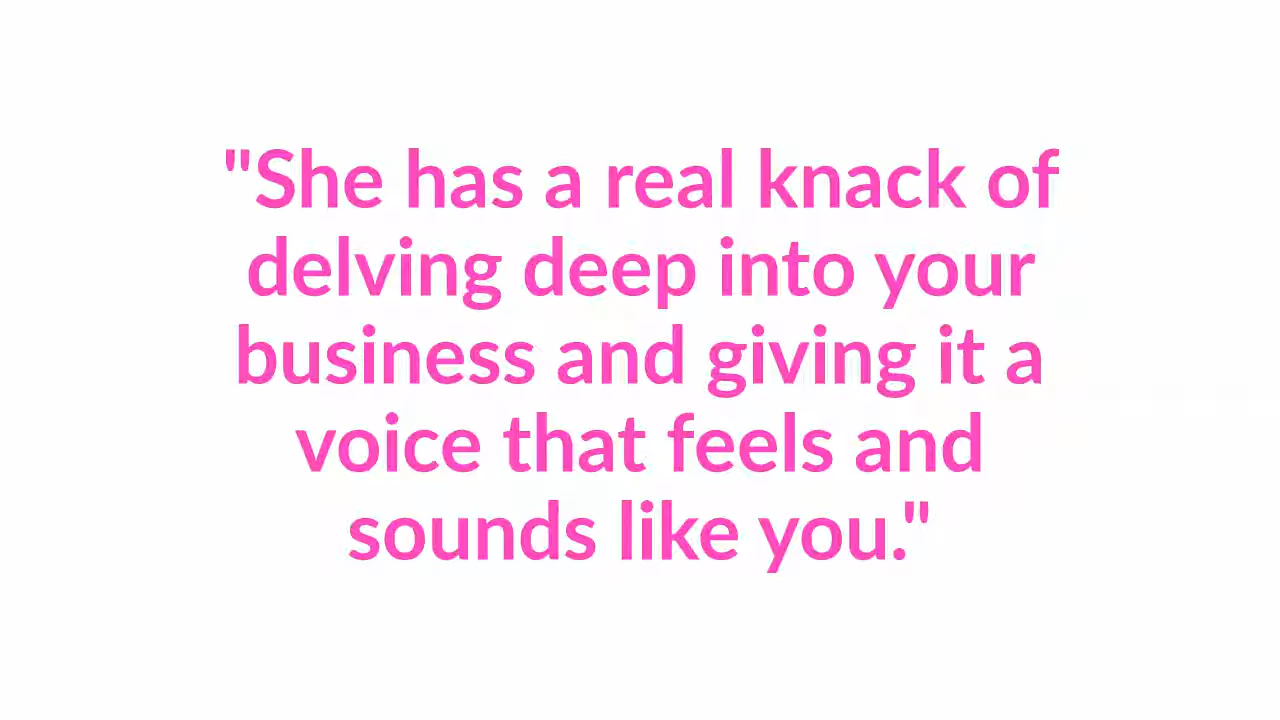 "She has a real knack of
delving deep into your
business and giving it a
voice that feels and
sounds like you."